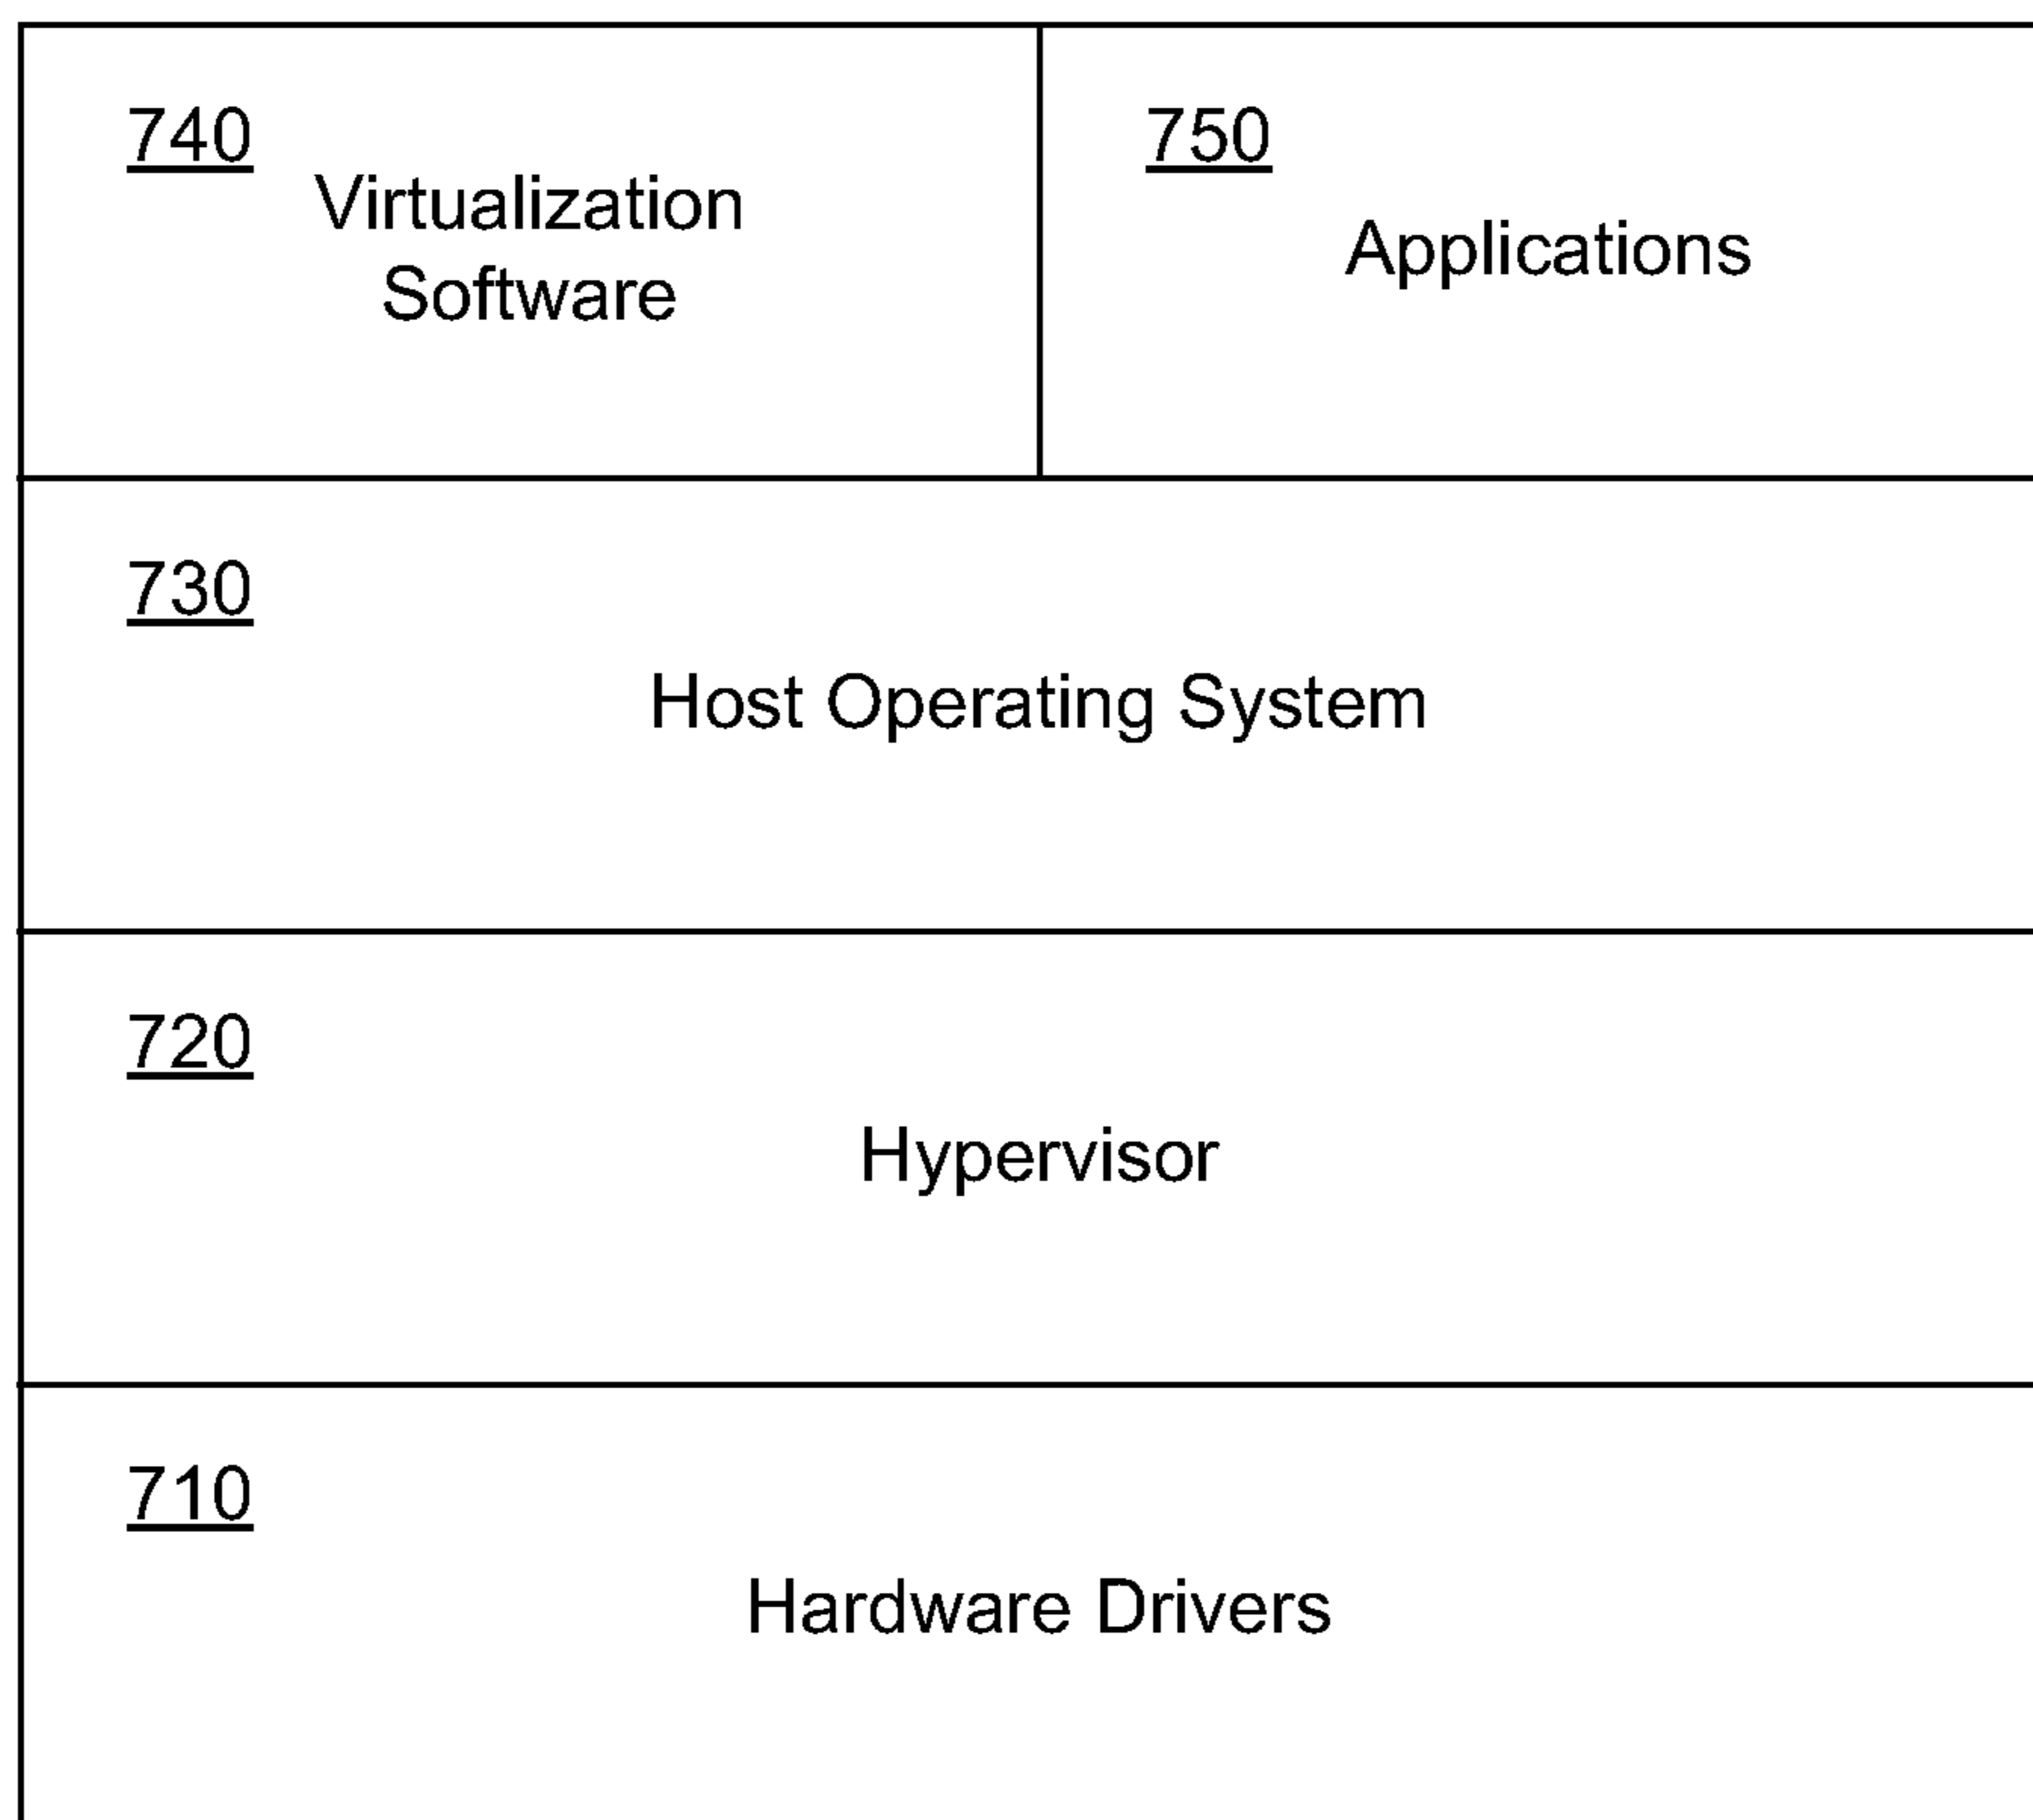 740
Virtualization
Software
750
Applications
730
Host Operating System
720
Hypervisor
710
Hardware Drivers